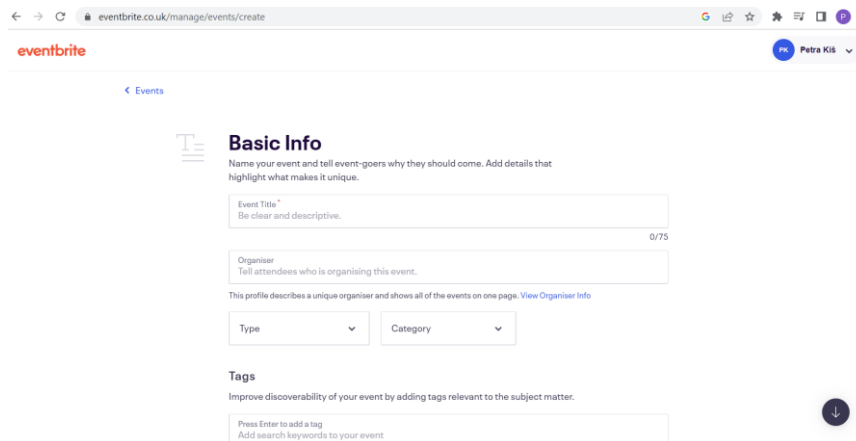 eventbrite.co.uk/manage/events/create
G
P
eventbrite
PK Petra Kiš
Events
Basic Info
Name your event and tell event-goers why they should come. Add details that
highlight what makes it unique.
Event Title *
Be clear and descriptive.
0/75
Organiser
Tell attendees who is organising this event.
This profile describes a unique organiser and shows all of the events on one page. View Organiser Info
Type Category
Tags
Improve discoverability of your event by adding tags relevant to the subject matter.
Press Enter to add a tag
Add search keywords to your event